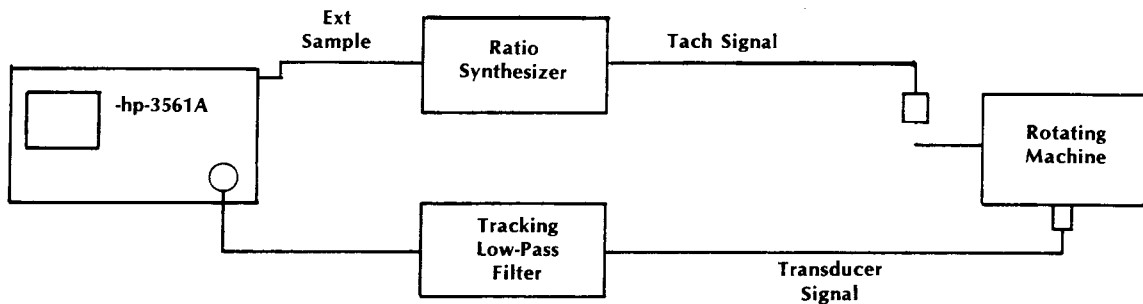 Ext
Sample
Ratio
Synthesizer
Tach Signal
-hp-3561A
Rotating
Machine
Tracking
Low-Pass
Filter
Transducer
Signal